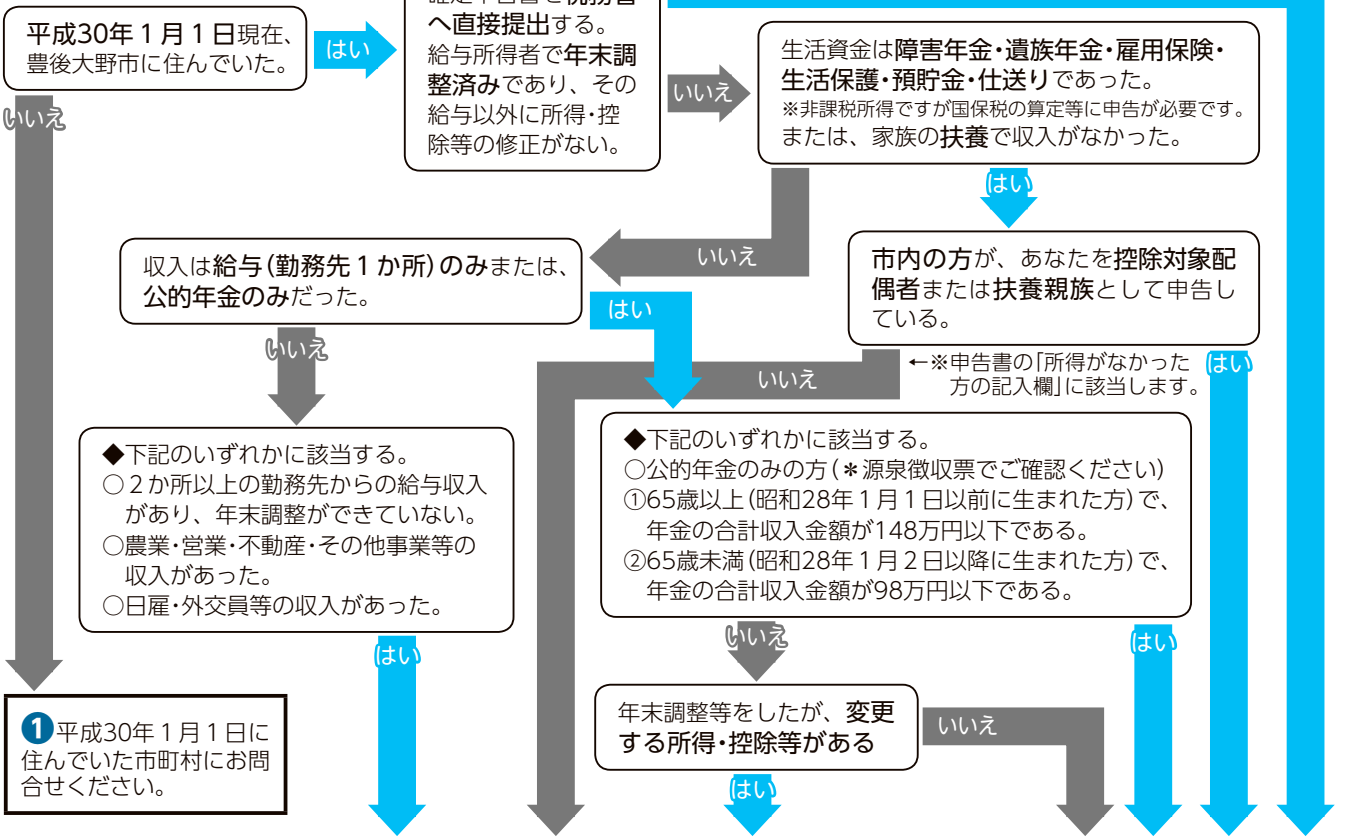 平成30年1月1日現在、
豊後大野市に住んでいた。
はい
いいえ
へ直接提出する。
給与所得者で年末調
整済みであり、その
給与以外に所得・控
除等の修正がない。
いいえ
生活資金は障害年金・遺族年金・雇用保険・
生活保護・預貯金・仕送りであった。
※非課税所得ですが国保税の算定等に申告が必要です。
または、家族の扶養で収入がなかった。
はい
いいえ
収入は給与(勤務先1か所)のみまたは、
公的年金のみだった。
はい
いいえ
市内の方が、あなたを控除対象配
偶者または扶養親族として申告し
ている。
←※申告書の「所得がなかった
方の記入欄」に該当します。
はい
いいえ
◆下記のいずれかに該当する。
○2か所以上の勤務先からの給与収入
があり、年末調整ができていない。
○農業・営業・不動産・その他事業等の
収入があった。
○日雇・外交員等の収入があった。
はい
◆下記のいずれかに該当する。
○公的年金のみの方(*源泉徴収票でご確認ください)
①65歳以上(昭和28年1月1日以前に生まれた方)で、
年金の合計収入金額が148万円以下である。
②65歳未満(昭和28年1月2日以降に生まれた方)で、
年金の合計収入金額が98万円以下である。
いいえ
はい
年末調整等をしたが、変更
する所得・控除等がある
いいえ
はい
❶平成30年1月1日に
住んでいた市町村にお問
合せください。